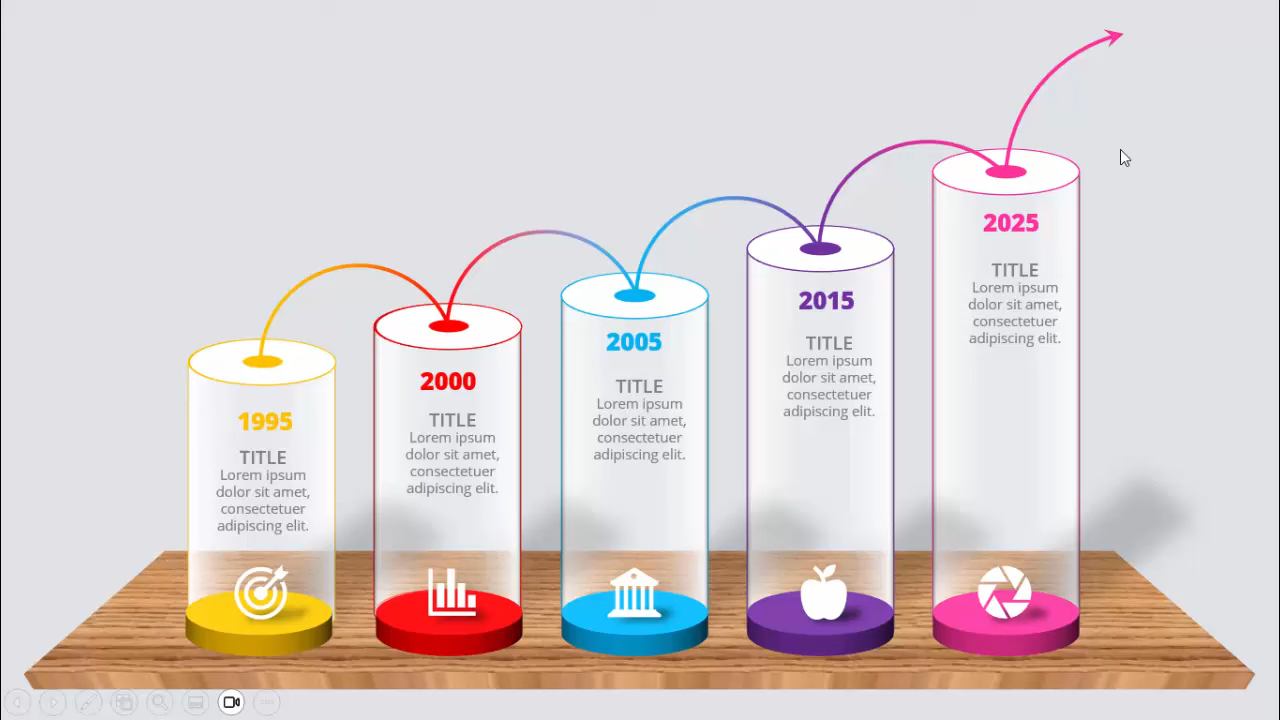 1995
TITLE
Lorem ipsum
dolor sit amet,
consectetuer
adipiscing elit.
2000
TITLE
Lorem ipsum
dolor sit amet,
consectetuer
adipiscing elit.
2005
TITLE
Lorem ipsum
dolor sit amet,
consectetuer
adipiscing elit.
2015
TITLE
Lorem ipsum
dolor sit amet,
consectetuer
adipiscing elit.
2025
TITLE
Lorem ipsum
dolor sit amet,
consectetuer
adipiscing elit.